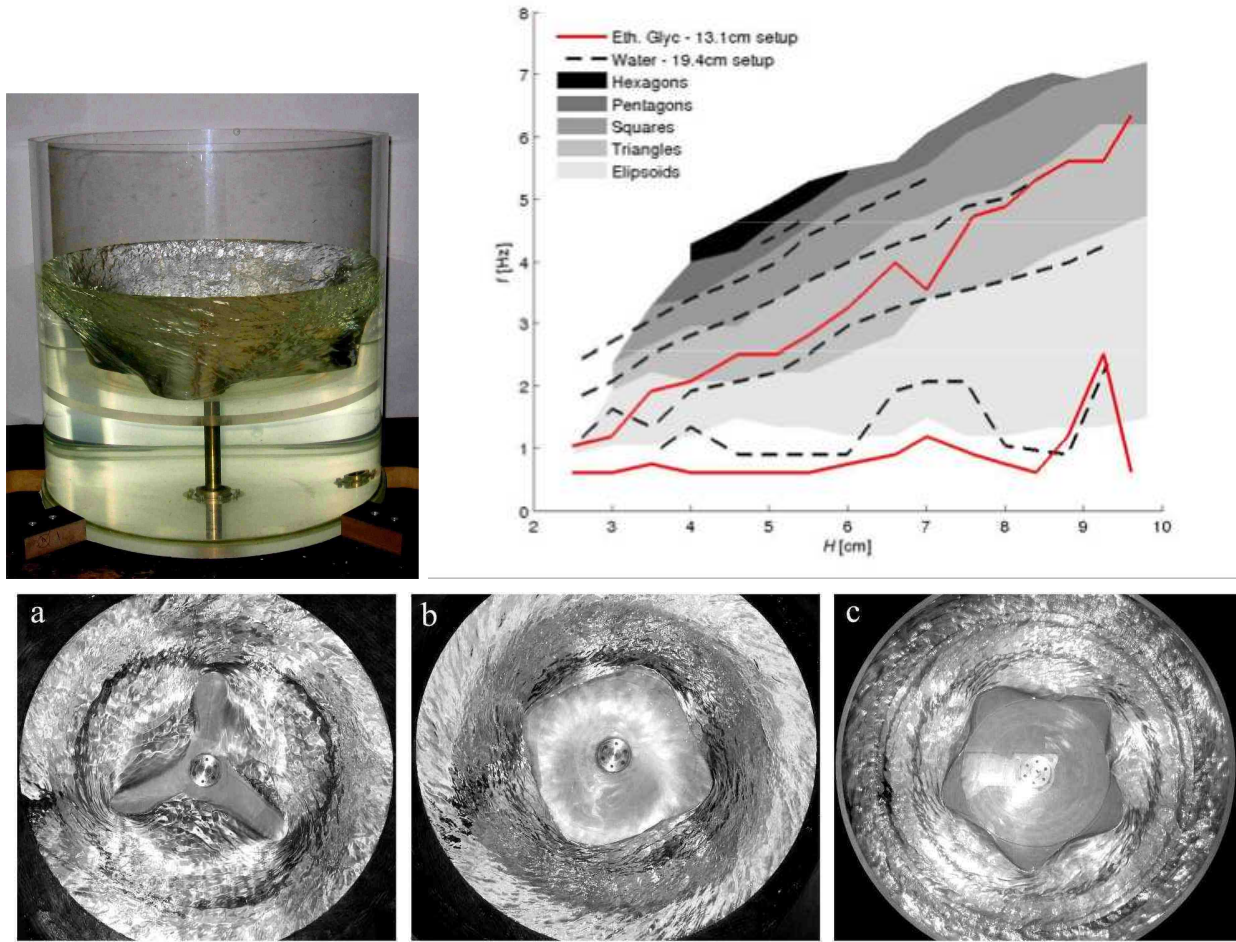 8
7
6
5
4
3
2
1
0
f [Hz]
Eth. Glyc - 13.1cm setup
Water - 19.4cm setup
Hexagons
Pentagons
Squares
Triangles
Elipsoids
2 3 4 5 6 7 8 9 10
H [cm]
a b c